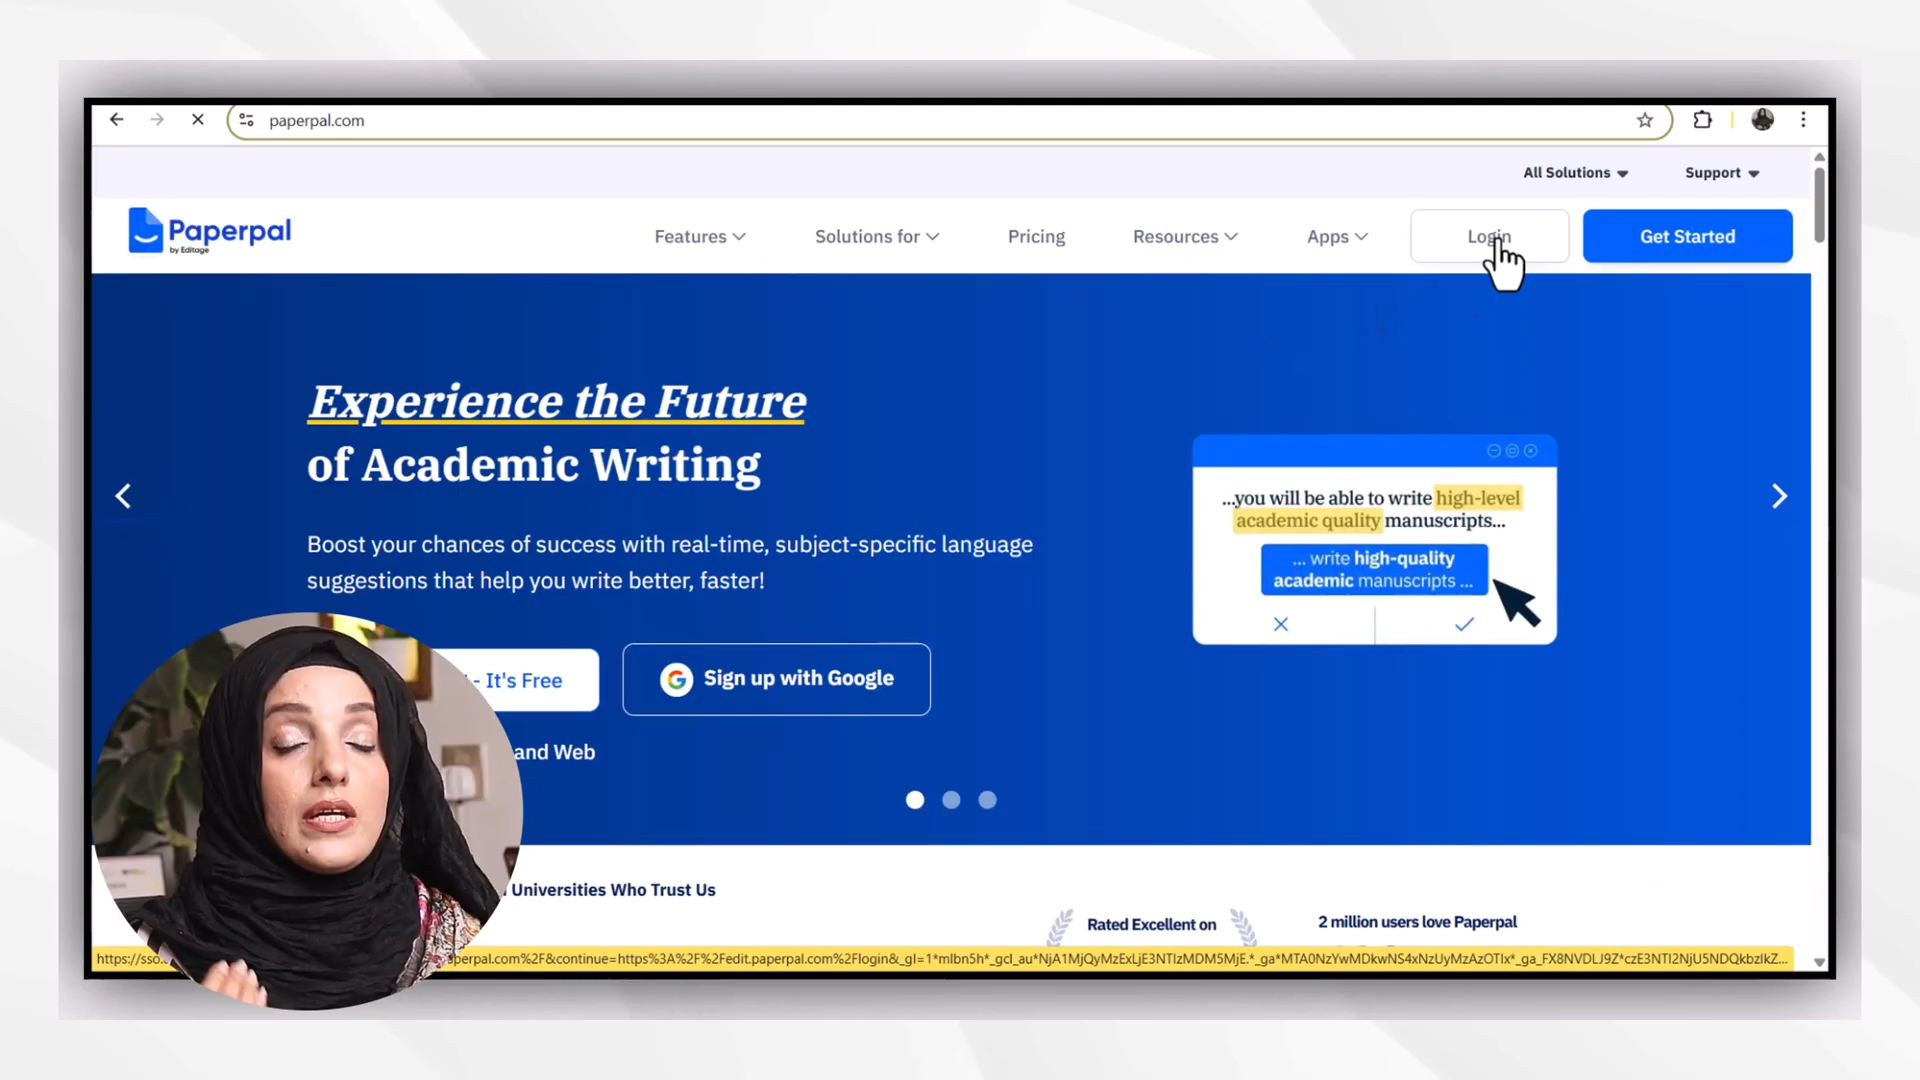 paperpal.com
All Solutions
Support
Paperpal
by Editage
Features
Solutions for
Pricing
Resources
Apps
Login
Get Started
Experience the Future
of Academic Writing
Boost your chances of success with real-time, subject-specific language
suggestions that help you write better, faster!
...you will be able to write high-level
academic quality manuscripts...
... write high-quality
academic manuscripts ...
- It's Free
Sign up with Google
and Web
Universities Who Trust Us
Rated Excellent on
2 million users love Paperpal